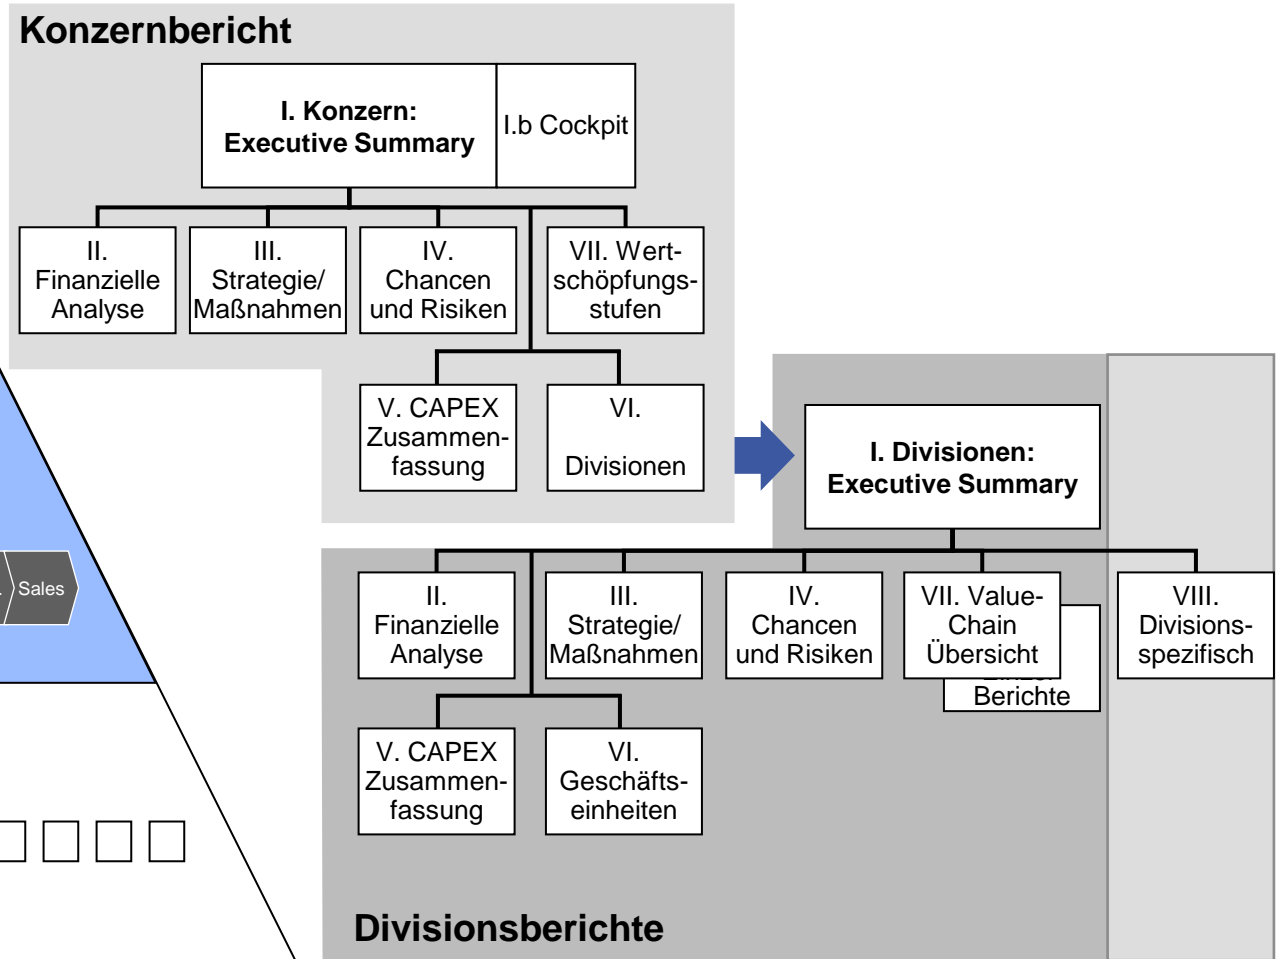 Konzernbericht
I. Konzern:
Executive Summary
I.b Cockpit
II.
Finanzielle
Analyse
III.
Strategie/
Maßnahmen
IV.
Chancen
und Risiken
VII. Wert-
schöpfungs-
stufen
V. CAPEX
Zusammen-
fassung
VI.
Divisionen
I. Divisionen:
Executive Summary
Sales
II.
Finanzielle
Analyse
III.
Strategie/
Maßnahmen
IV.
Chancen
und Risiken
VII. Value-
Chain
Übersicht
Berichte
VIII.
Divisions-
spezifisch
V. CAPEX
Zusammen-
fassung
VI.
Geschäfts-
einheiten
Divisionsberichte